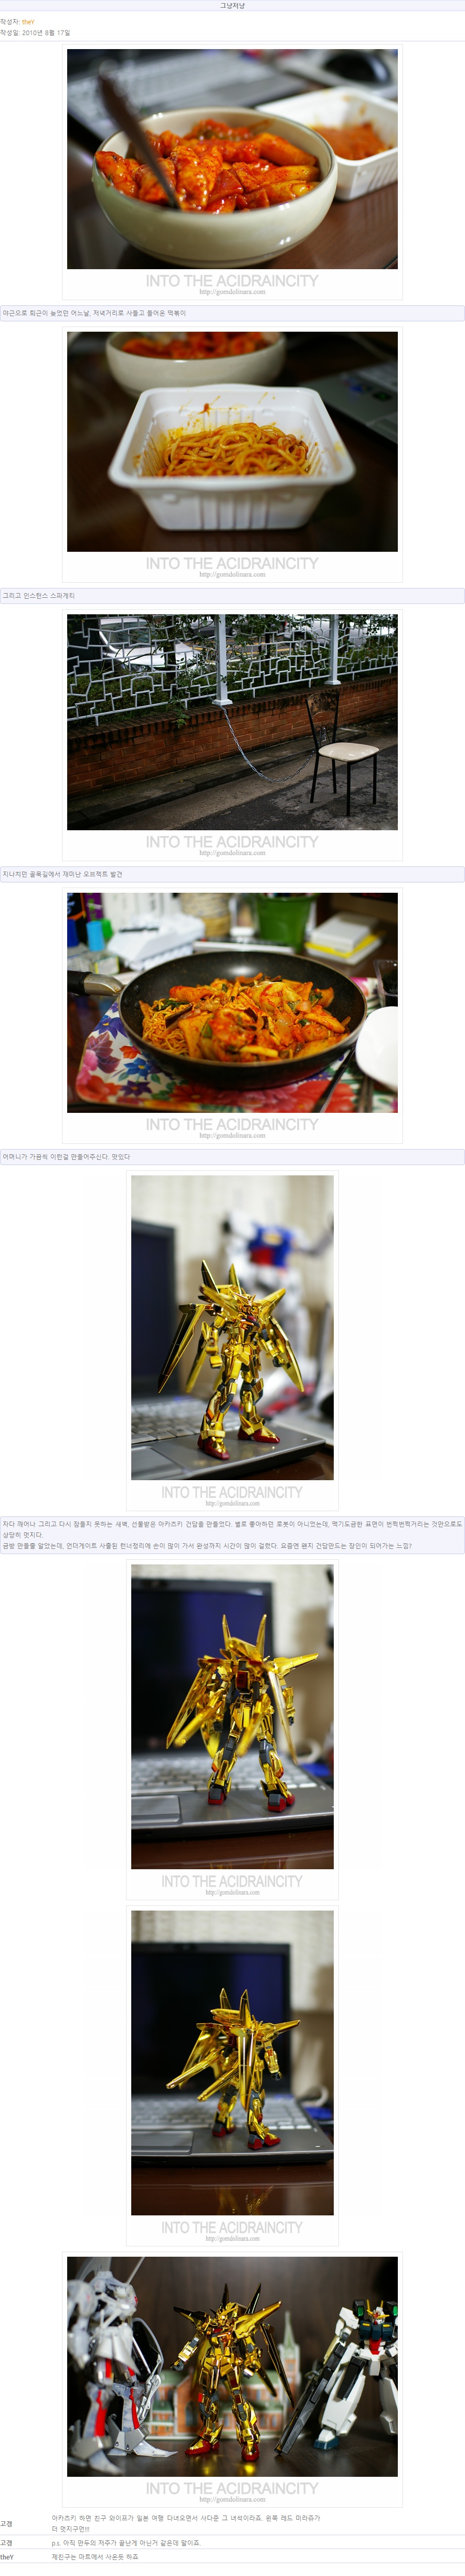 그냥저냥
작성자: theY
작성일: 2010년 8월 17일
INTO THE ACIDRAINCITY
http://gomdolinara.com
야근으로 퇴근이 늦었던 어느날, 저녁거리로 사들고 들어온 떡볶이
INTO THE ACIDRAINCITY
http://gomdolinara.com
그리고 인스턴스 스파게티
INTO THE ACIDRAINCITY
http://gomdolinara.com
지나치던 골목길에서 재미난 오브젝트 발견
INTO THE ACIDRAINCITY
http://gomdolinara.com
어머니가 가끔씩 이런걸 만들어주신다. 맛있다
INTO THE ACIDRAINCITY
http://gomdolinara.com
자다 깨어나 그리고 다시 잠들지 못하는 새벽, 선물받은 아카츠키 건담을 만들었다. 별로 좋아하던 로봇이 아니었는데, 맥기도금한 표면이 번쩍번쩍거리는 것만으로도
상당히 멋지다.
금방 만들줄 알았는데, 언더게이트 사출된 런너정리에 손이 많이 가서 완성까지 시간이 많이 걸렸다. 요즘엔 왠지 건담만드는 장인이 되어가는 느낌?
INTO THE ACIDRAINCITY
http://gomdolinara.com
INTO THE ACIDRAINCITY
http://gomdolinara.com
INTO THE ACIDRAINCITY
http://gomdolinara.com
고갱
아카츠키 하면 친구 와이프가 일본 여행 다녀오면서 사다준 그 녀석이라죠. 왼쪽 레드 미라쥬가
더 멋지구먼!!!
고갱
p.s. 아직 만두의 저주가 끝난게 아닌거 같은데 말이죠.
theY
제친구는 마트에서 사온듯 하죠